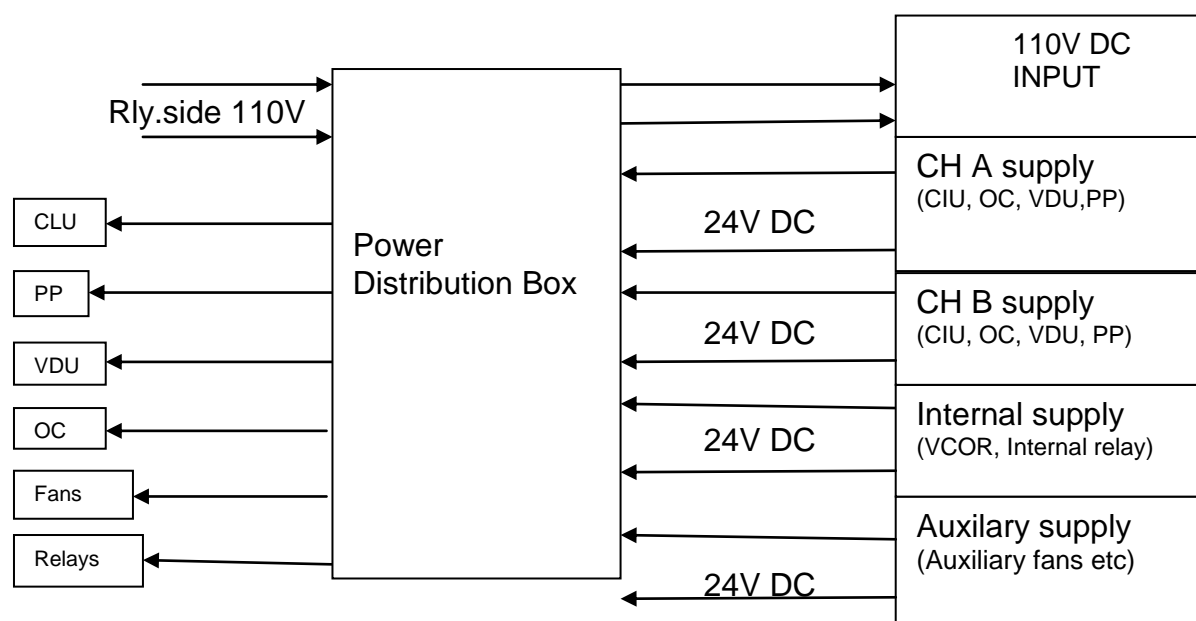 110V DC
INPUT
Rly.side 110V
CH A supply
(CIU, OC, VDU,PP)
24V DC
CLU
Power
Distribution Box
PP
CH B supply
(CIU, OC, VDU, PP)
24V DC
VDU
Internal supply
(VCOR, Internal relay)
24V DC
OC
Fans
Auxilary supply
(Auxiliary fans etc)
Relays
24V DC